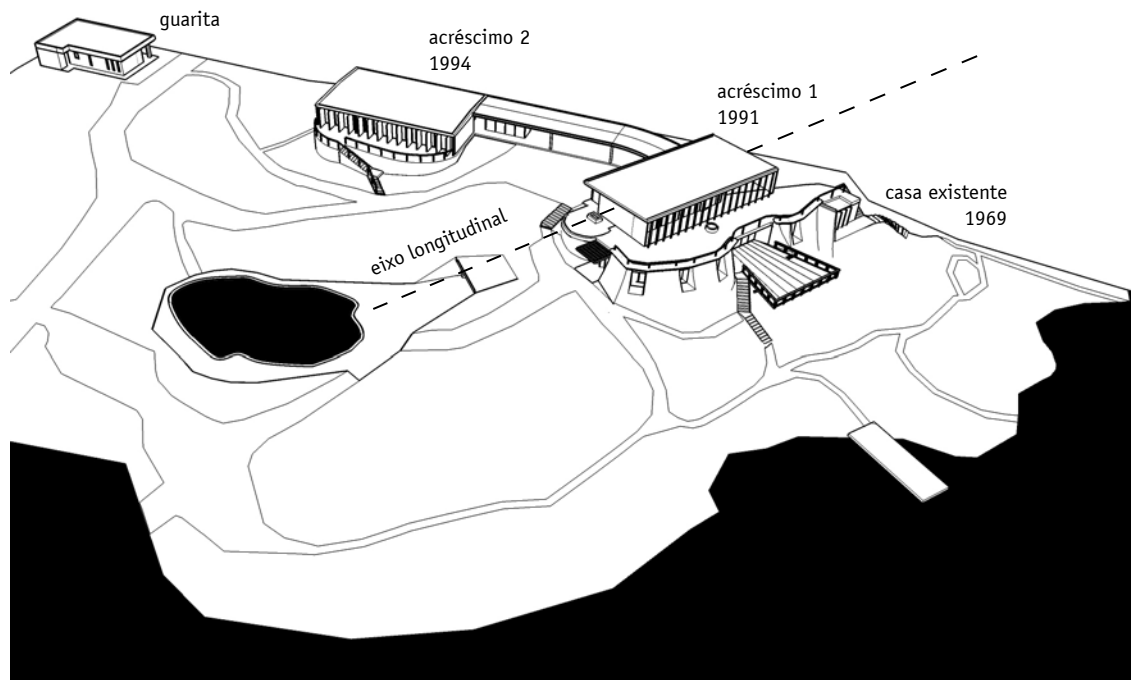 guarita
acréscimo 2
1994
acréscimo 1
1991
casa existente
1969
eixo longitudinal